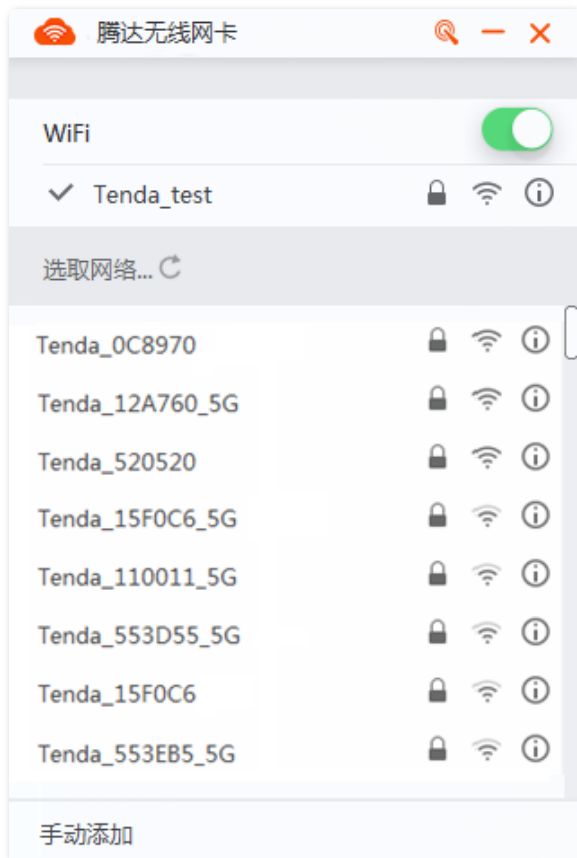 腾达无线网卡
WiFi
Tenda_test
选取网络...
Tenda_0C8970
Tenda_12A760_5G
Tenda_520520
Tenda_15F0C6_5G
Tenda_110011_5G
Tenda_553D55_5G
Tenda_15F0C6
Tenda_553EB5_5G
手动添加